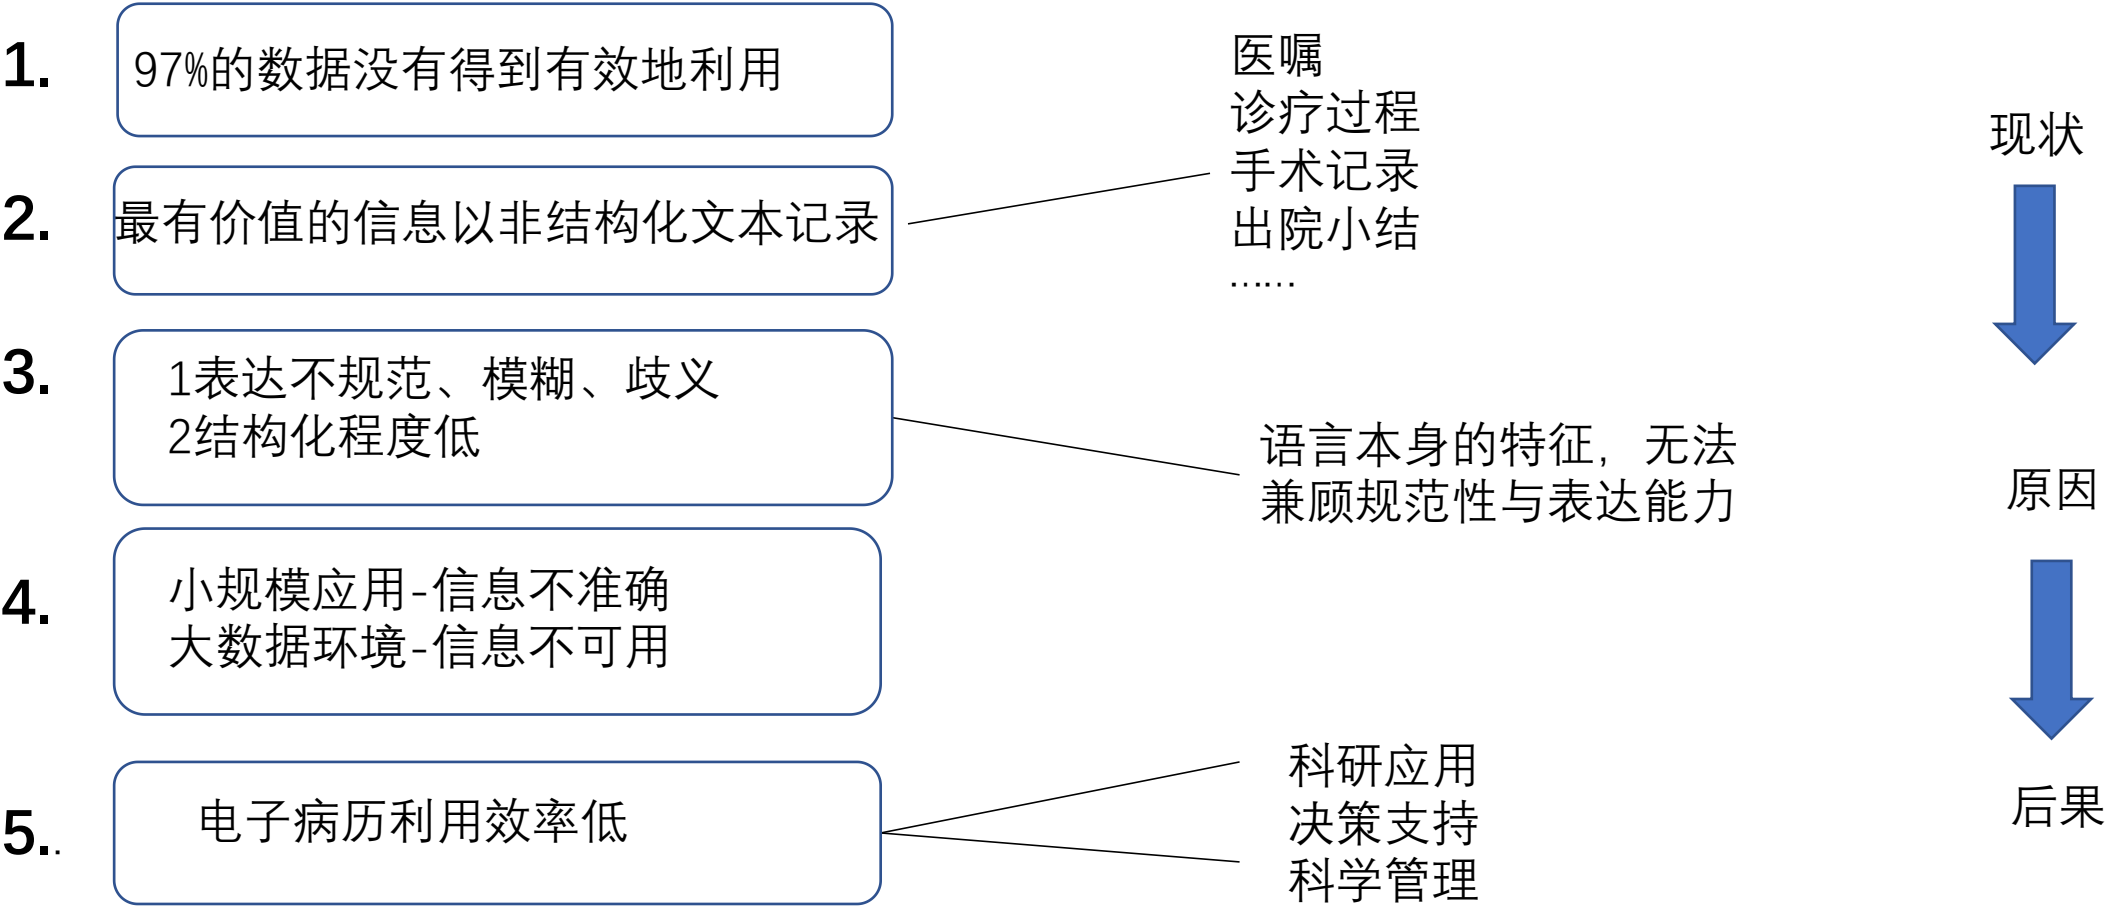 1.
97%的数据没有得到有效地利用
2.
最有价值的信息以非结构化文本记录
医嘱
诊疗过程
手术记录
出院小结
……
现状
3.
1表达不规范、模糊、歧义
2结构化程度低
语言本身的特征，无法
兼顾规范性与表达能力
原因
4.
小规模应用-信息不准确
大数据环境-信息不可用
5..
电子病历利用效率低
科研应用
决策支持
科学管理
后果